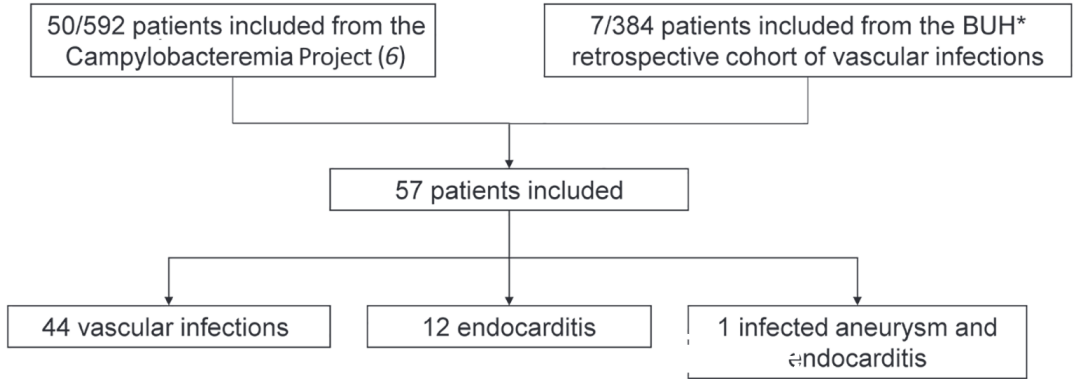 50/592 patients included from the
Campylobacteremia Project (6)
7/384 patients included from the BUH*
retrospective cohort of vascular infections
57 patients included
44 vascular infections
12 endocarditis
1 infected aneurysm and
endocarditis